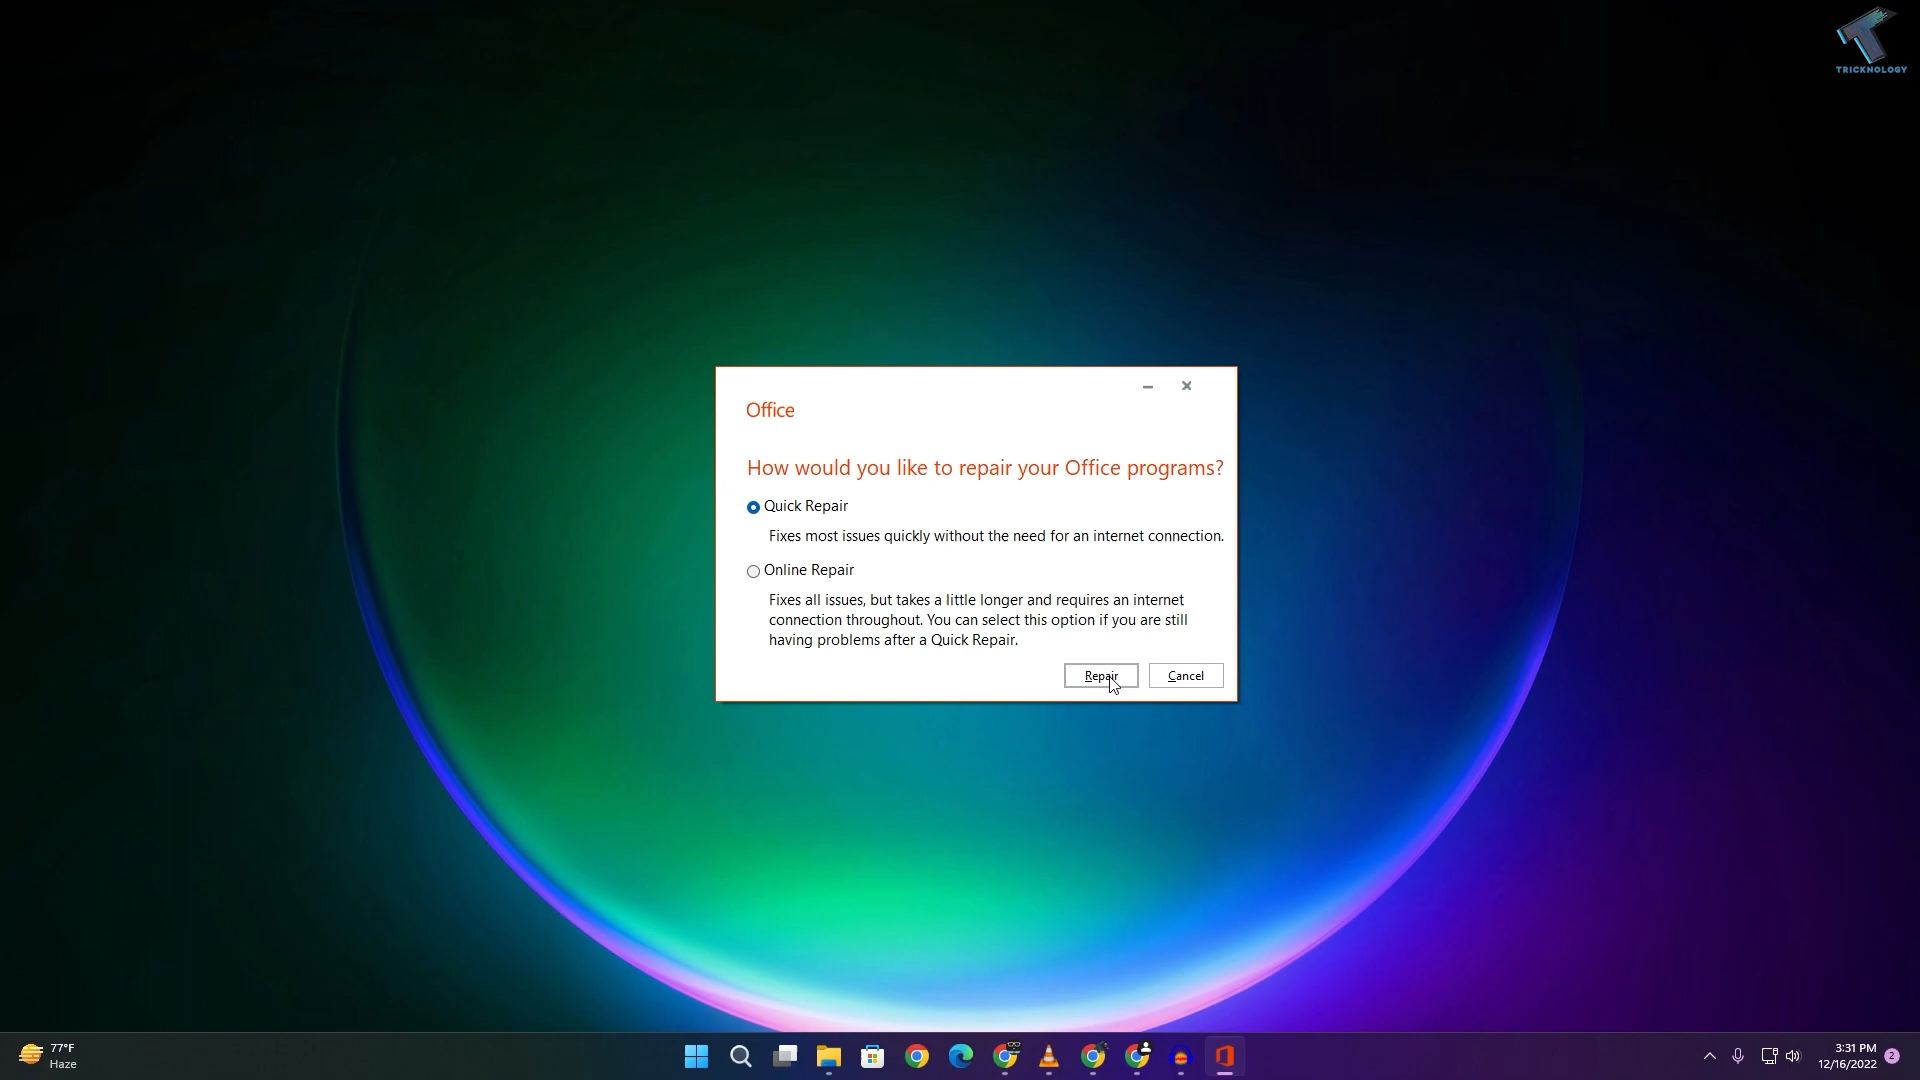 TRICKNOLOGY
Office
How would you like to repair your Office programs?
Quick Repair
Fixes most issues quickly without the need for an internet connection.
Online Repair
Fixes all issues, but takes a little longer and requires an internet
connection throughout. You can select this option if you are still
having problems after a Quick Repair.
Repair
Cancel
77°F
Haze
3:31 PM
12/16/2022
2